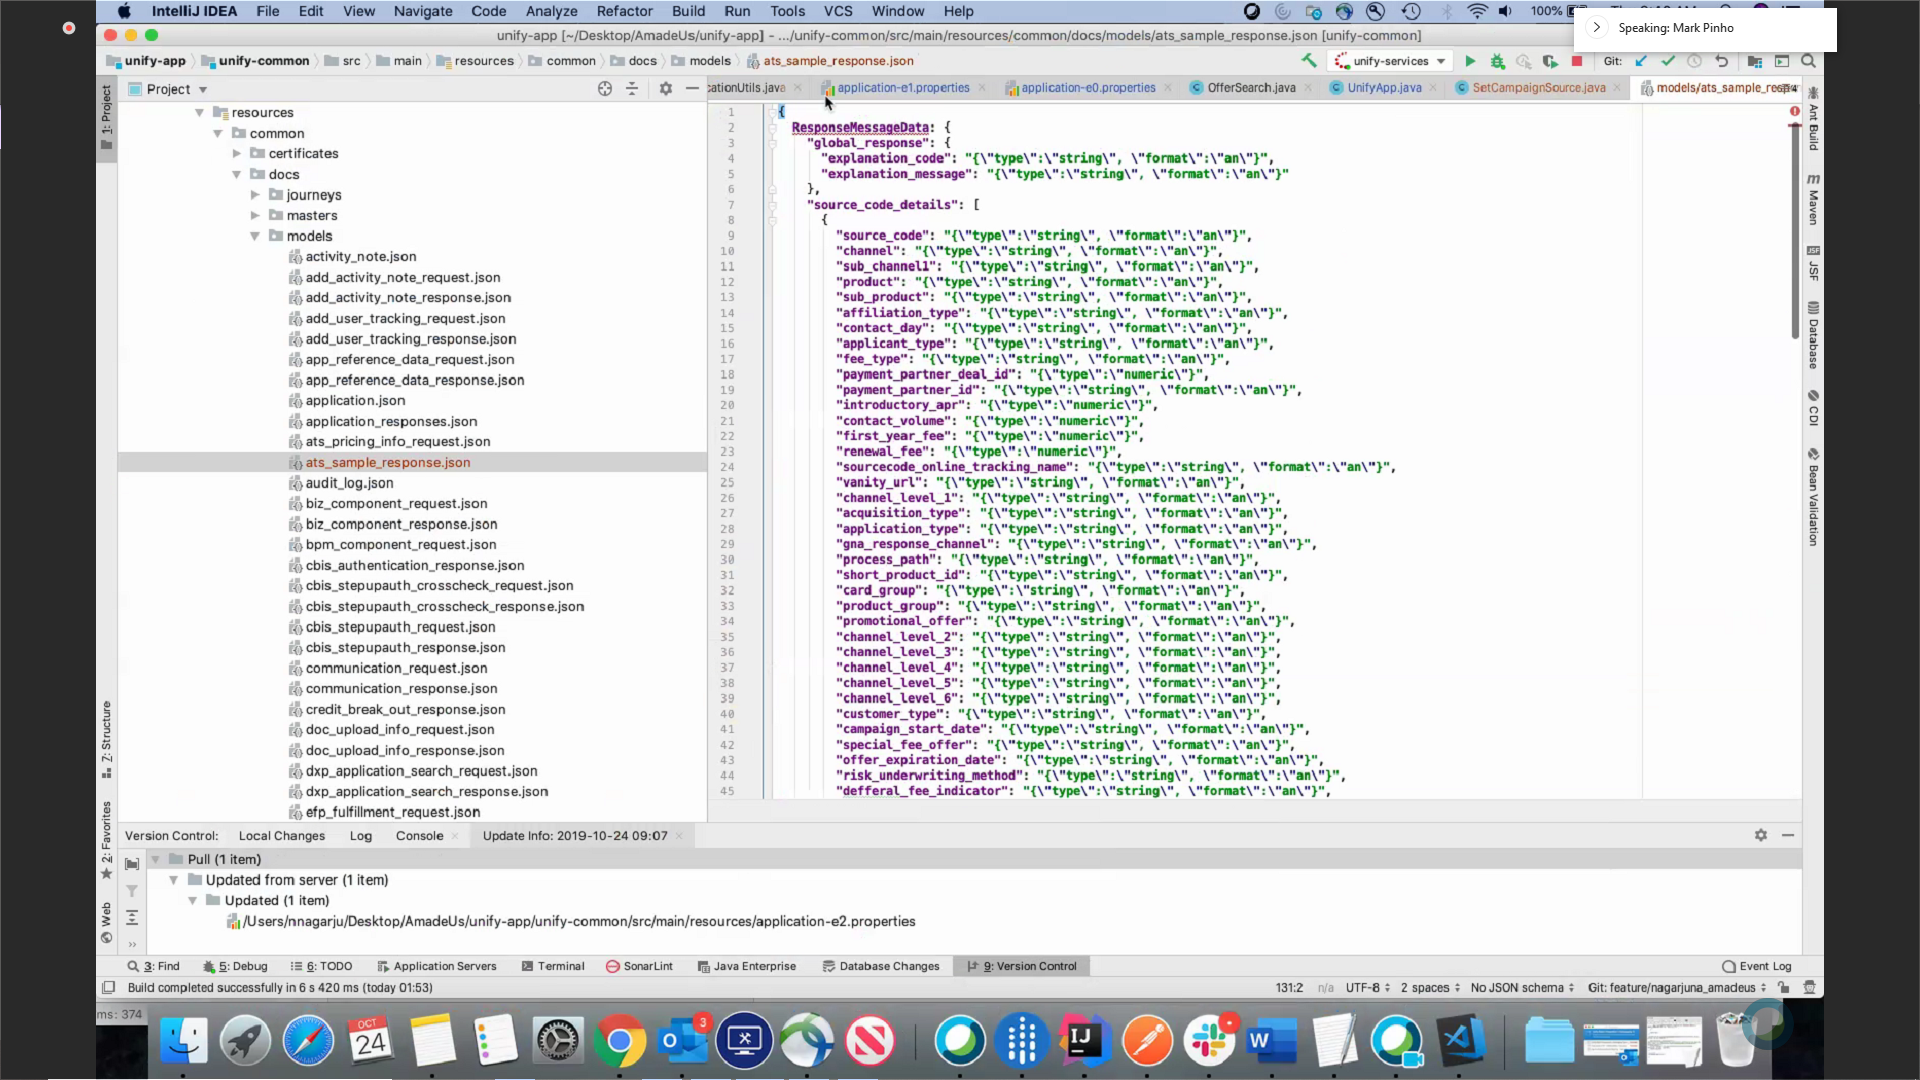 IntelliJ IDEA File Edit View Navigate Code Analyze Refactor Build Run Tools VCS Window Help 100%
Speaking: Mark Pinho
unify-app [~/Desktop/AmadeUs/unify-app] - .../unify-common/src/main/resources/common/docs/models/ats_sample_response.json [unify-common]
unify-app unify-common src main resources common docs models ats_sample_response.json unify-services Git:
Project
cationUtils.java application-e1.properties application-e0.properties OfferSearch.java UnifyApp.java SetCampaignSource.java
1: Project
resources
common
certificates
docs
journeys
masters
models
activity_note.json
add_activity_note_request.json
add_activity_note_response.json
add_user_tracking_request.json
add_user_tracking_response.json
app_reference_data_request.json
app_reference_data_response.json
application.json
application_responses.json
ats_pricing_info_request.json
ats_sample_response.json
audit_log.json
biz_component_request.json
biz_component_response.json
bpm_component_request.json
cbis_authentication_response.json
cbis_stepupauth_crosscheck_request.json
cbis_stepupauth_crosscheck_response.json
cbis_stepupauth_request.json
cbis_stepupauth_response.json
communication_request.json
communication_response.json
credit_break_out_response.json
doc_upload_info_request.json
doc_upload_info_response.json
dxp_application_search_request.json
dxp_application_search_response.json
efp_fulfillment_request.json
1 {
2 ResponseMessageData: {
3 "global_response": {
4 "explanation_code": "{\"type\":\"string\", \"format\":\"an\"}",
5 "explanation_message": "{\"type\":\"string\", \"format\":\"an\"}"
6 },
7 "source_code_details": [
8 {
9 "source_code": "{\"type\":\"string\", \"format\":\"an\"}",
10 "channel": "{\"type\":\"string\", \"format\":\"an\"}",
11 "sub_channel1": "{\"type\":\"string\", \"format\":\"an\"}",
12 "product": "{\"type\":\"string\", \"format\":\"an\"}",
13 "sub_product": "{\"type\":\"string\", \"format\":\"an\"}",
14 "affiliation_type": "{\"type\":\"string\", \"format\":\"an\"}",
15 "contact_day": "{\"type\":\"string\", \"format\":\"an\"}",
16 "applicant_type": "{\"type\":\"string\", \"format\":\"an\"}",
17 "fee_type": "{\"type\":\"string\", \"format\":\"an\"}",
18 "payment_partner_deal_id": "{\"type\":\"numeric\"}",
19 "payment_partner_id": "{\"type\":\"string\", \"format\":\"an\"}",
20 "introductory_apr": "{\"type\":\"numeric\"}",
21 "contact_volume": "{\"type\":\"numeric\"}",
22 "first_year_fee": "{\"type\":\"numeric\"}",
23 "renewal_fee": "{\"type\":\"numeric\"}",
24 "sourcecode_online_tracking_name": "{\"type\":\"string\", \"format\":\"an\"}",
25 "vanity_url": "{\"type\":\"string\", \"format\":\"an\"}",
26 "channel_level_1": "{\"type\":\"string\", \"format\":\"an\"}",
27 "acquisition_type": "{\"type\":\"string\", \"format\":\"an\"}",
28 "application_type": "{\"type\":\"string\", \"format\":\"an\"}",
29 "gna_response_channel": "{\"type\":\"string\", \"format\":\"an\"}",
30 "process_path": "{\"type\":\"string\", \"format\":\"an\"}",
31 "short_product_id": "{\"type\":\"string\", \"format\":\"an\"}",
32 "card_group": "{\"type\":\"string\", \"format\":\"an\"}",
33 "product_group": "{\"type\":\"string\", \"format\":\"an\"}",
34 "promotional_offer": "{\"type\":\"string\", \"format\":\"an\"}",
35 "channel_level_2": "{\"type\":\"string\", \"format\":\"an\"}",
36 "channel_level_3": "{\"type\":\"string\", \"format\":\"an\"}",
37 "channel_level_4": "{\"type\":\"string\", \"format\":\"an\"}",
38 "channel_level_5": "{\"type\":\"string\", \"format\":\"an\"}",
39 "channel_level_6": "{\"type\":\"string\", \"format\":\"an\"}",
40 "customer_type": "{\"type\":\"string\", \"format\":\"an\"}",
41 "campaign_start_date": "{\"type\":\"string\", \"format\":\"an\"}",
42 "special_fee_offer": "{\"type\":\"string\", \"format\":\"an\"}",
43 "offer_expiration_date": "{\"type\":\"string\", \"format\":\"an\"}",
44 "risk_underwriting_method": "{\"type\":\"string\", \"format\":\"an\"}",
45 "defferal_fee_indicator": "{\"type\":\"string\", \"format\":\"an\"}",
Ant Build
Maven
JSF
Database
CDI
Bean Validation
Z: Structure
2: Favorites
Web
Version Control: Local Changes Log Console Update Info: 2019-10-24 09:07
Pull (1 item)
Updated from server (1 item)
Updated (1 item)
/Users/nnagarju/Desktop/AmadeUs/unify-app/unify-common/src/main/resources/application-e2.properties
3: Find 5: Debug 6: TODO Application Servers Terminal SonarLint Java Enterprise Database Changes 9: Version Control Event Log
Build completed successfully in 6 s 420 ms (today 01:53) 131:2 n/a UTF-8 2 spaces No JSON schema Git: feature/nagarjuna_amadeus
ms: 374
OCT
24
3